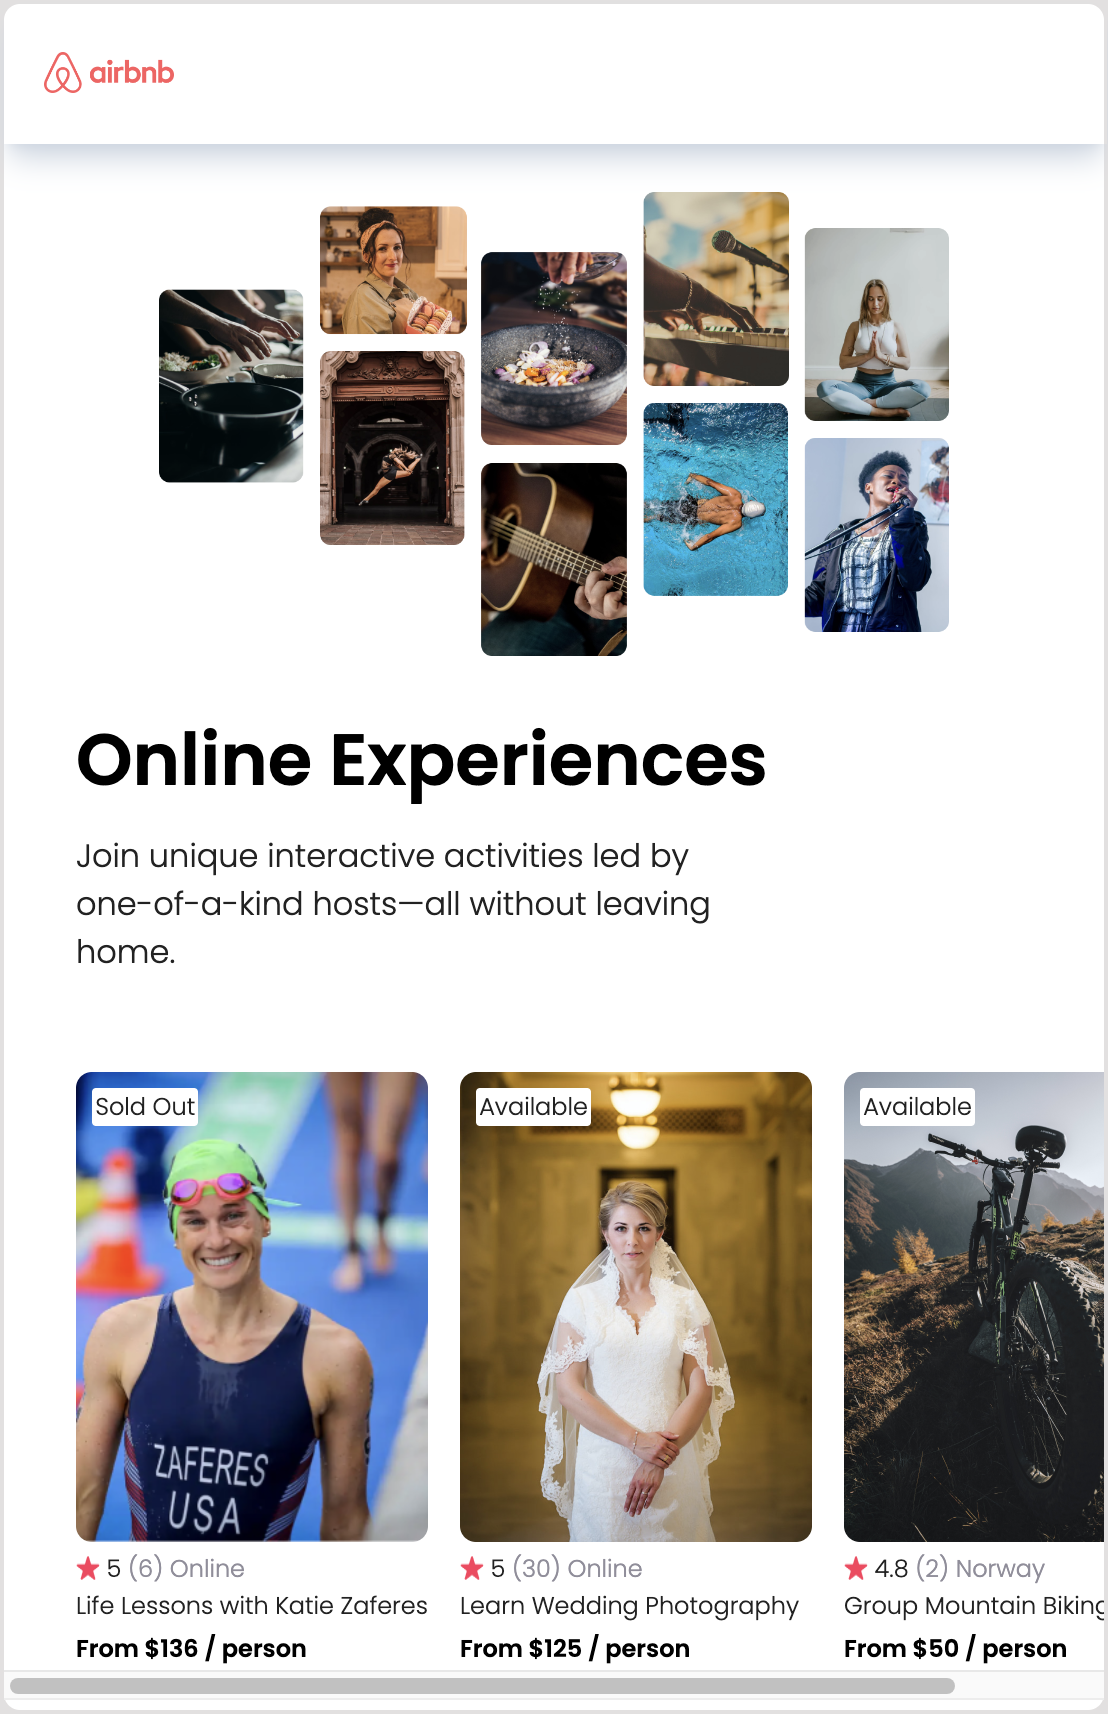 airbnb
Online Experiences
Join unique interactive activities led by
one-of-a-kind hosts—all without leaving
home.
Sold Out
Available
Available
ZAFERES
USA
5 (6) Online
5 (30) Online
4.8 (2) Norway
Life Lessons with Katie Zaferes
Learn Wedding Photography
Group Mountain Biking
From $136 / person
From $125 / person
From $50 / person